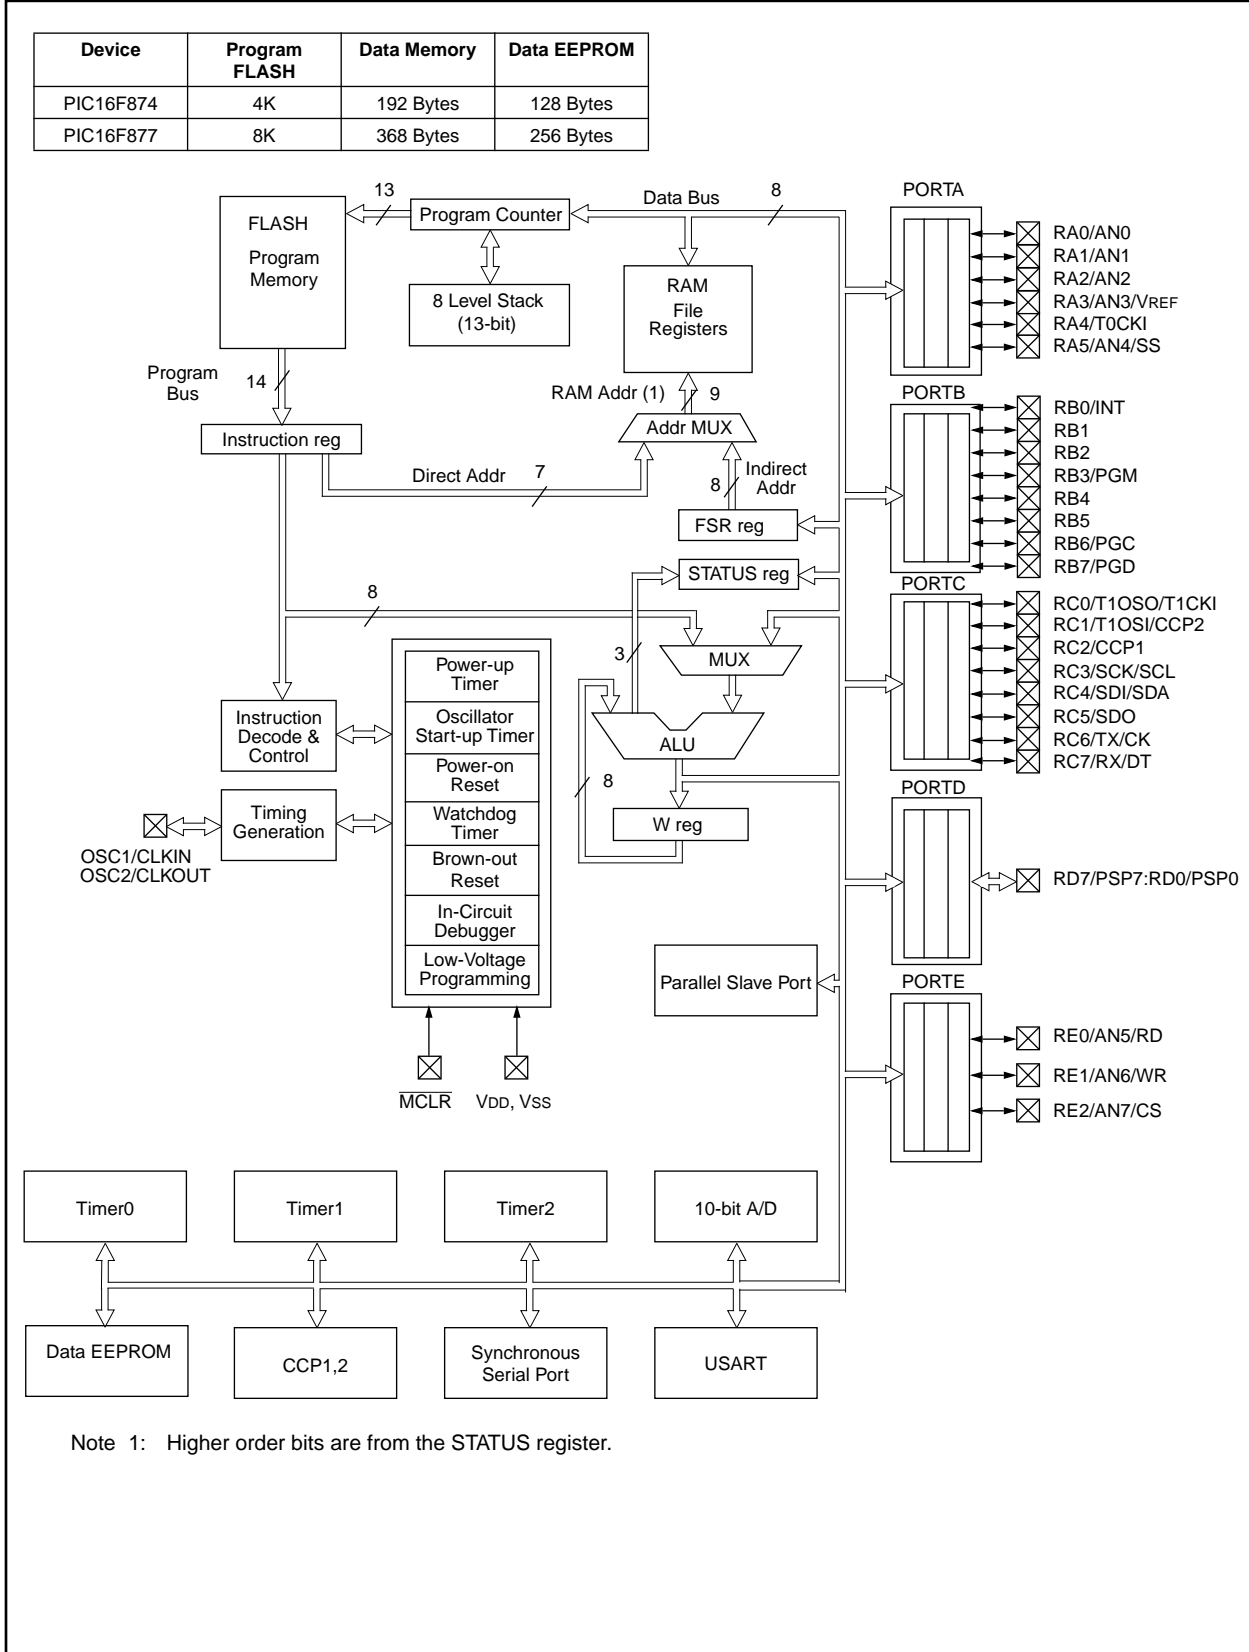 Device Program FLASH Data Memory Data EEPROM
PIC16F874 4K 192 Bytes 128 Bytes
PIC16F877 8K 368 Bytes 256 Bytes
FLASH
Program
Memory
13
Program Counter
Data Bus
8
8 Level Stack
(13-bit)
RAM
File
Registers
Program
Bus
14
RAM Addr (1)
9
Addr MUX
Instruction reg
Direct Addr
7
8
Indirect
Addr
FSR reg
STATUS reg
8
3
MUX
ALU
8
W reg
Instruction
Decode &
Control
Timing
Generation
OSC1/CLKIN
OSC2/CLKOUT
Power-up
Timer
Oscillator
Start-up Timer
Power-on
Reset
Watchdog
Timer
Brown-out
Reset
In-Circuit
Debugger
Low-Voltage
Programming
MCLR
VDD, VSS
Parallel Slave Port
PORTA
RA0/AN0
RA1/AN1
RA2/AN2
RA3/AN3/VREF
RA4/T0CKI
RA5/AN4/SS
PORTB
RB0/INT
RB1
RB2
RB3/PGM
RB4
RB5
RB6/PGC
RB7/PGD
PORTC
RC0/T1OSO/T1CKI
RC1/T1OSI/CCP2
RC2/CCP1
RC3/SCK/SCL
RC4/SDI/SDA
RC5/SDO
RC6/TX/CK
RC7/RX/DT
PORTD
RD7/PSP7:RD0/PSP0
PORTE
RE0/AN5/RD
RE1/AN6/WR
RE2/AN7/CS
Timer0
Timer1
Timer2
10-bit A/D
Data EEPROM
CCP1,2
Synchronous
Serial Port
USART
Note 1: Higher order bits are from the STATUS register.